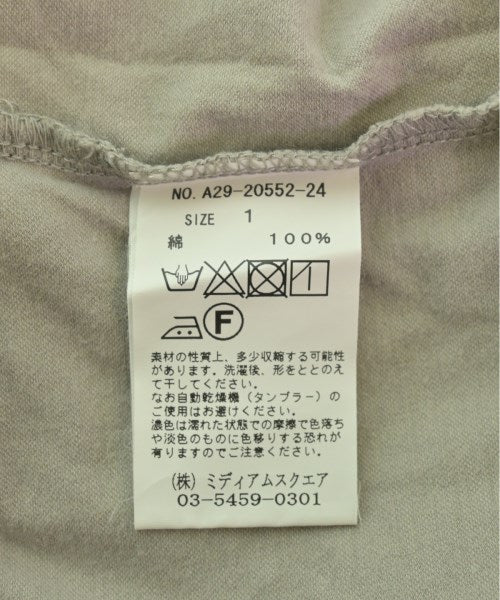 NO. A29-20552-24
SIZE 1
綿 100%
F
素材の性質上、多少収縮する可能性
があります。洗濯後、形をととのえ
て干してください。
なお自動乾燥機（タンブラー）の
ご使用はお避けください。
濃色は濡れた状態での摩擦で色落ち
や淡色のものに色移りする恐れが
有りますのでご注意ください。
（株）ミディアムスクエア
03-5459-0301